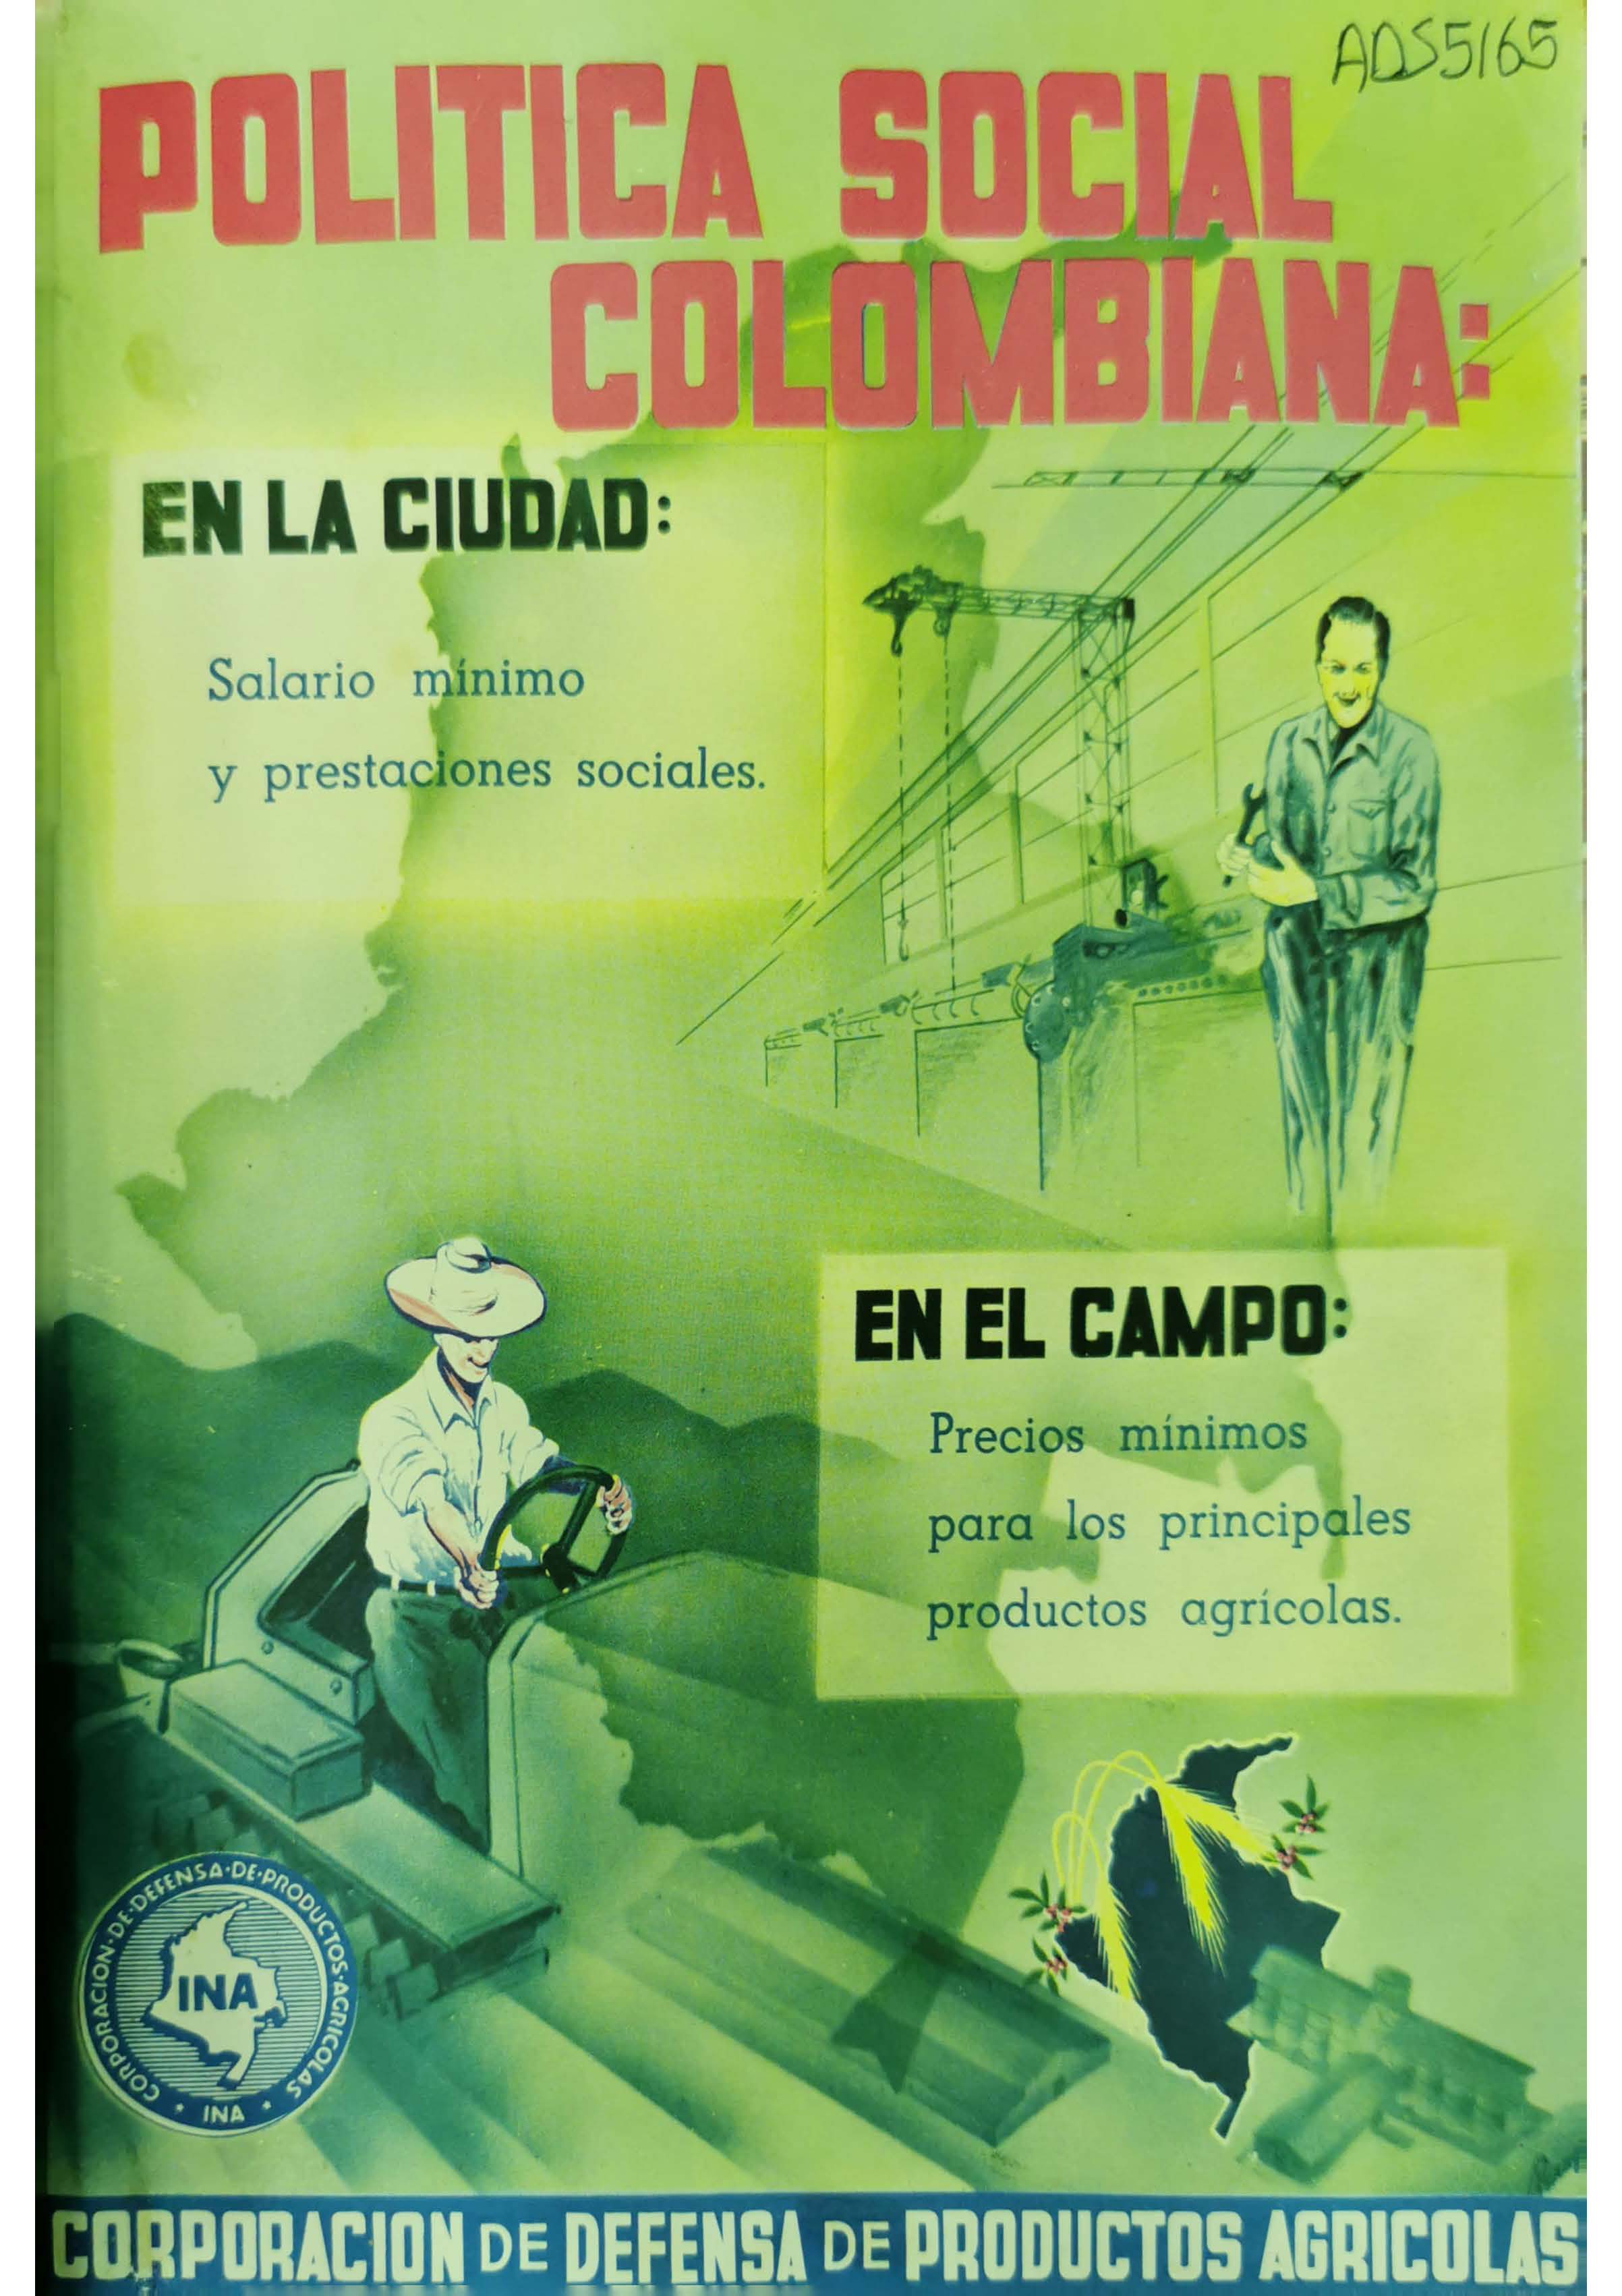 ADS5165
POLITICA SOCIAL
COLOMBIANA:
EN LA CIUDAD:
Salario mínimo
y prestaciones sociales.
EN EL CAMPO:
Precios mínimos
para los principales
productos agrícolas.
CORPORACION·DE·DEFENSA·DE·PRODUCTOS·AGRICOLAS
INA
* INA *
CORPORACION DE DEFENSA DE PRODUCTOS AGRICOLAS